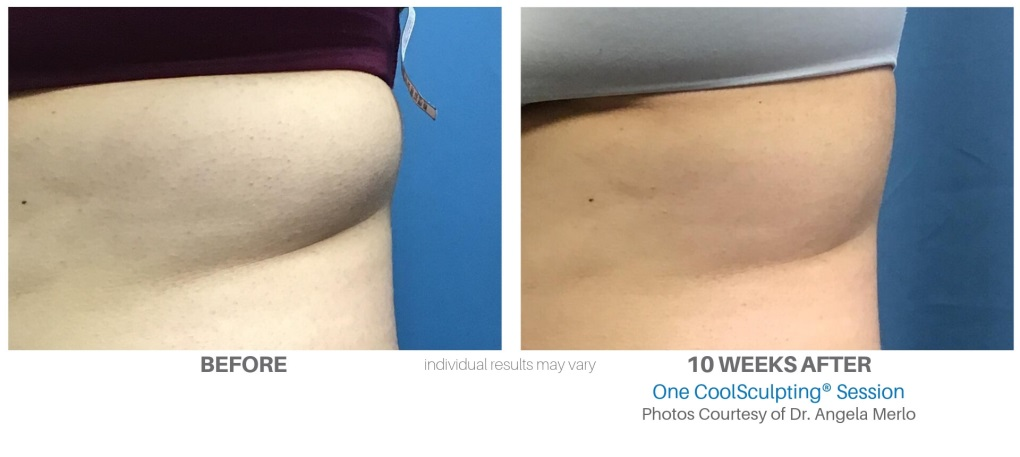 BEFORE
individual results may vary
10 WEEKS AFTER
One CoolSculpting® Session
Photos Courtesy of Dr. Angela Merlo